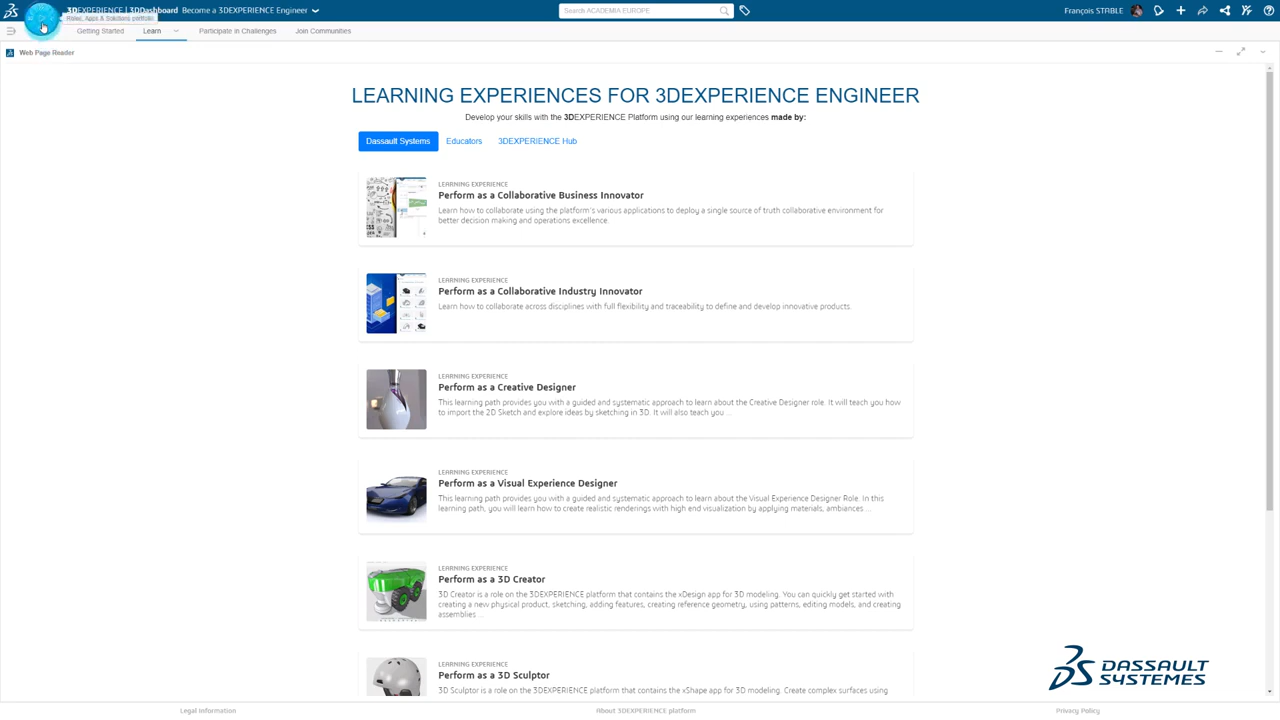 3DEXPERIENCE | 3DDashboard Become a 3DEXPERIENCE Engineer
Search ACADEMIA EUROPE
François STABLE
Roles, Apps & Solutions portfolio
Getting Started
Learn
Participate in Challenges
Join Communities
Web Page Reader
LEARNING EXPERIENCES FOR 3DEXPERIENCE ENGINEER
Develop your skills with the 3DEXPERIENCE Platform using our learning experiences made by:
Dassault Systems
Educators
3DEXPERIENCE Hub
LEARNING EXPERIENCE
Perform as a Collaborative Business Innovator
Learn how to collaborate using the platform's various applications to deploy a single source of truth collaborative environment for
better decision making and operations excellence.
LEARNING EXPERIENCE
Perform as a Collaborative Industry Innovator
Learn how to collaborate across disciplines with full flexibility and traceability to define and develop innovative products.
LEARNING EXPERIENCE
Perform as a Creative Designer
This learning path provides you with a guided and systematic approach to learn about the Creative Designer role. It will teach you how
to import the 2D Sketch and explore ideas by sketching in 3D. It will also teach you ...
LEARNING EXPERIENCE
Perform as a Visual Experience Designer
This learning path provides you with a guided and systematic approach to learn about the Visual Experience Designer Role. In this
learning path, you will learn how to create realistic renderings with high end visualization by applying materials, ambiances ...
LEARNING EXPERIENCE
Perform as a 3D Creator
3D Creator is a role on the 3DEXPERIENCE platform that contains the xDesign app for 3D modeling. You can quickly get started with
creating a new physical product, sketching, adding features, creating reference geometry, using patterns, editing models, and creating
assemblies ...
LEARNING EXPERIENCE
Perform as a 3D Sculptor
3D Sculptor is a role on the 3DEXPERIENCE platform that contains the xShape app for 3D modeling. Create complex surfaces using
DASSAULT
SYSTEMES
Legal information
About 3DEXPERIENCE platform
Privacy Policy